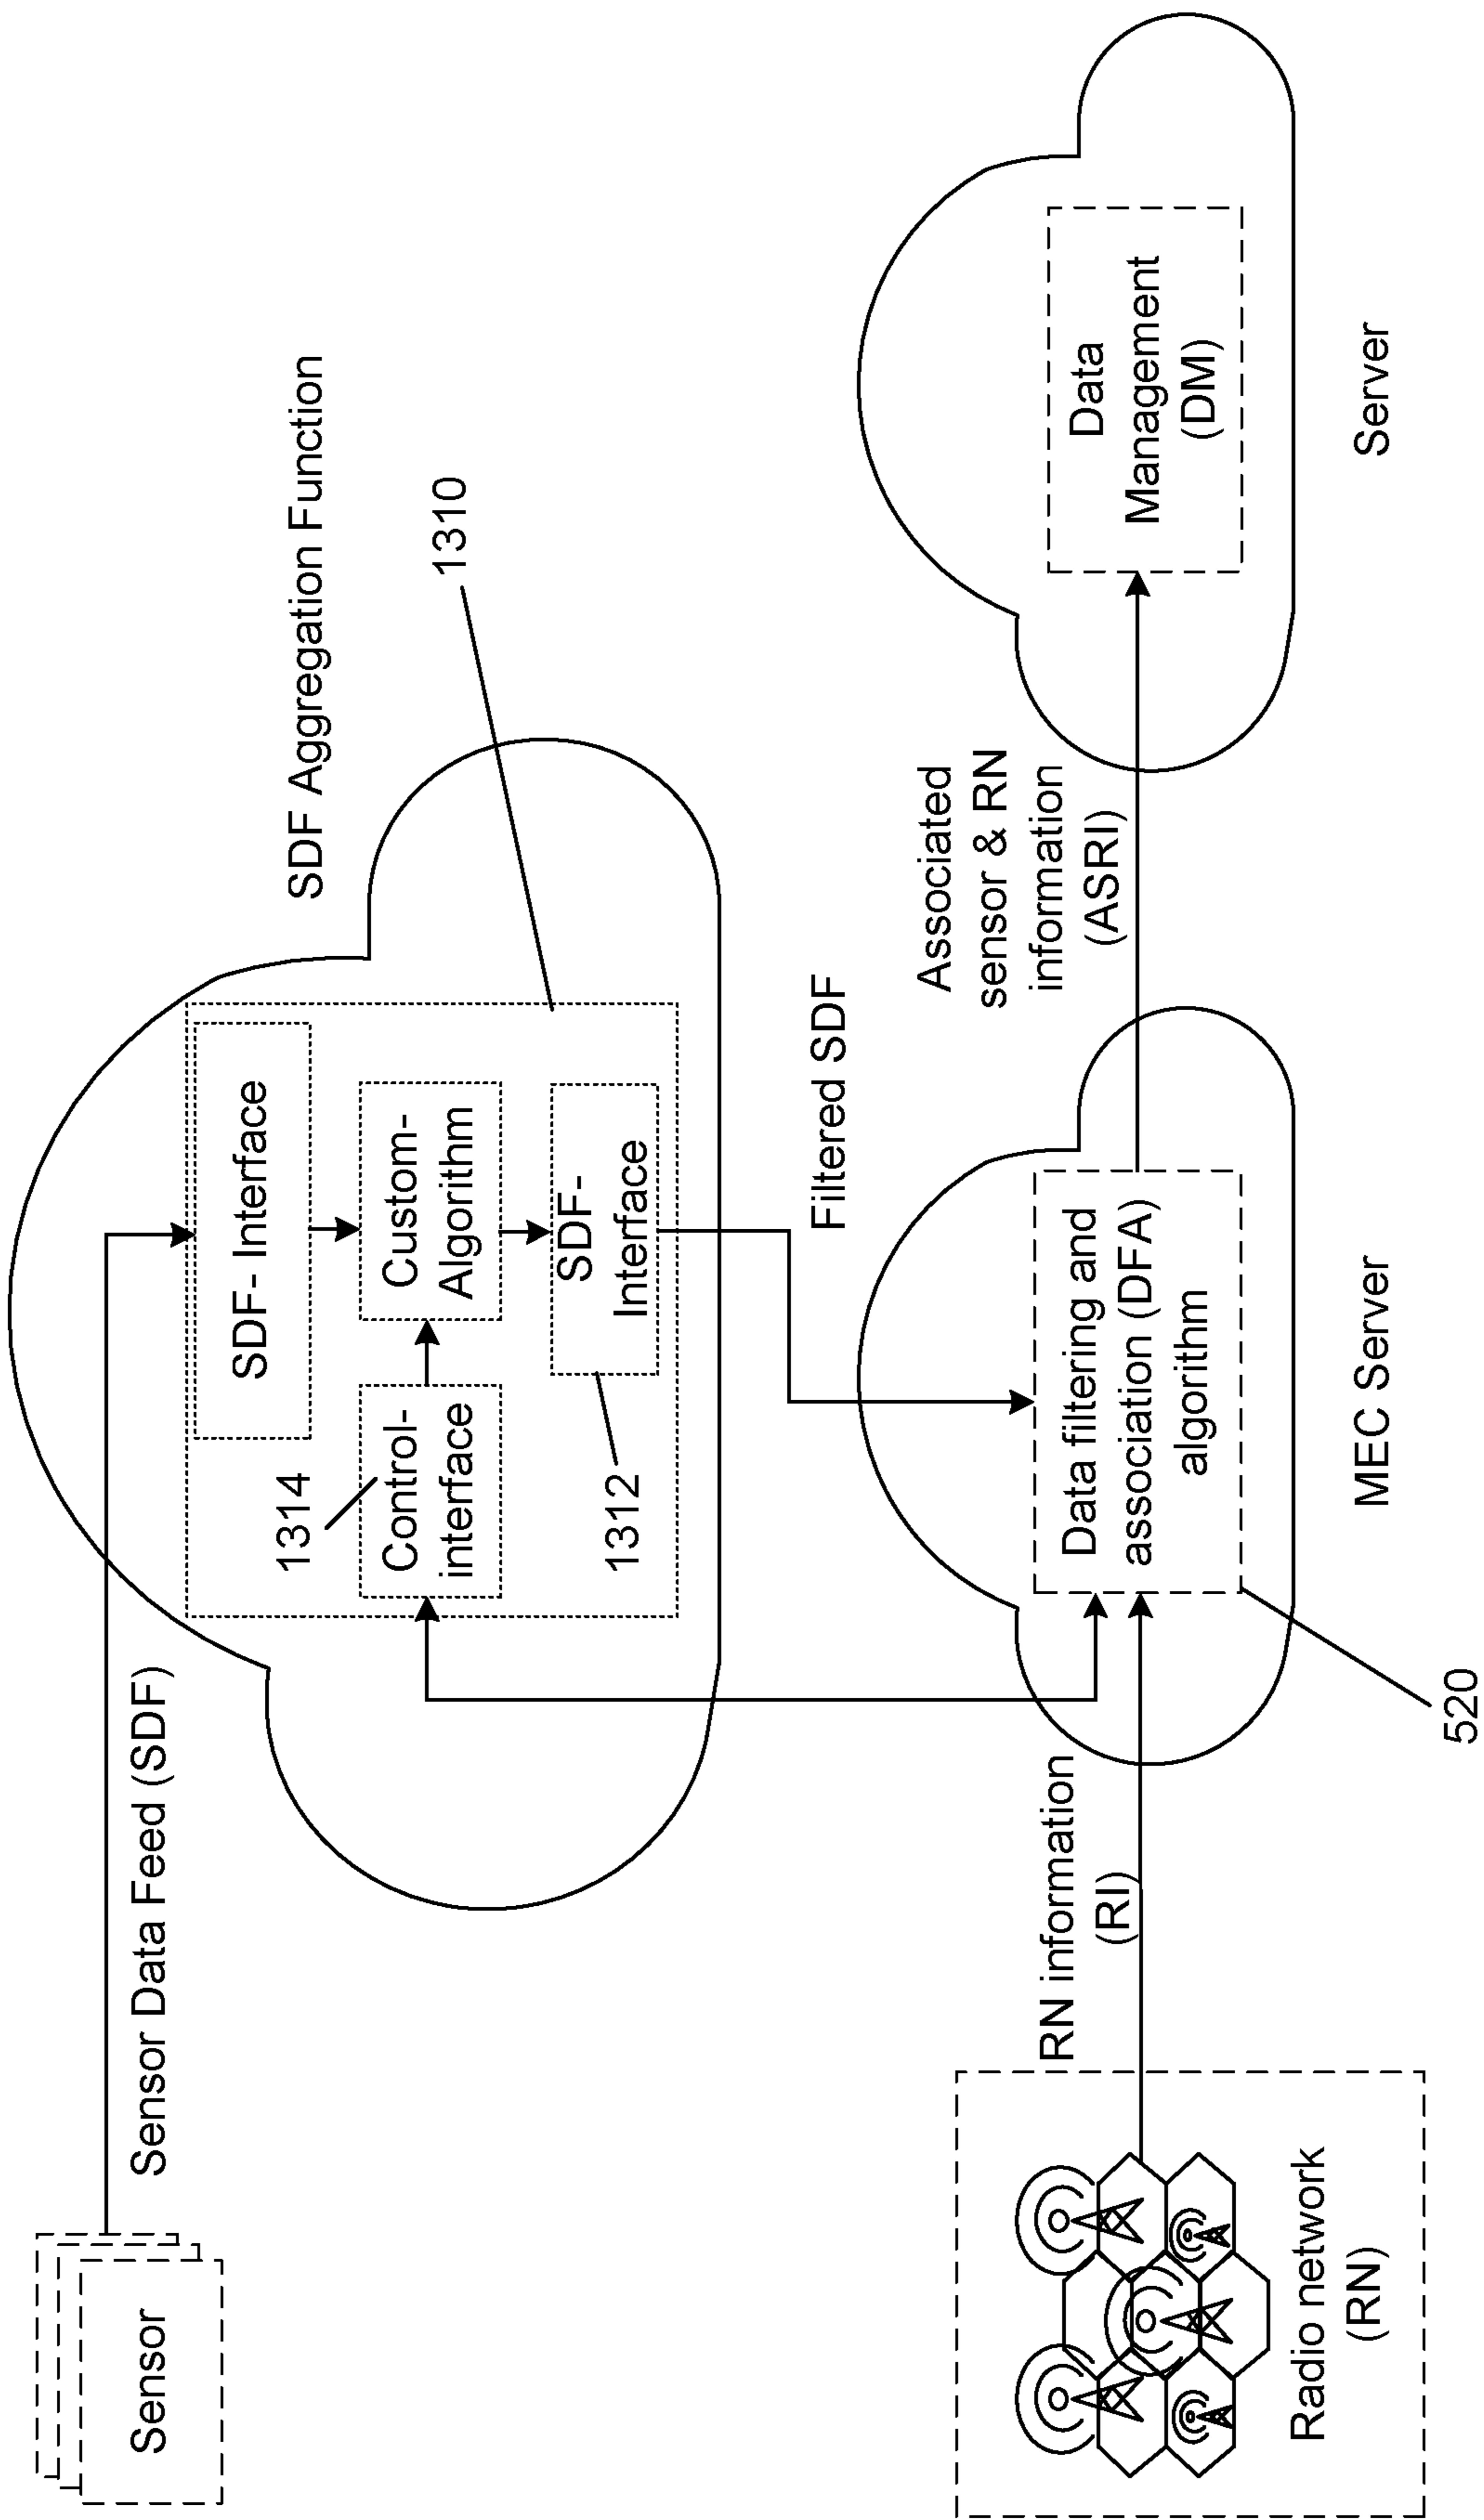 Sensor
Sensor Data Feed (SDF)
SDF Aggregation Function
SDF- Interface
1314
Control-
interface
Custom-
Algorithm
1310
SDF-
Interface
1312
Filtered SDF
Radio network
(RN)
RN information
(RI)
Data filtering and
association (DFA)
algorithm
520
MEC Server
Associated
sensor & RN
information
(ASRI)
Data
Management
(DM)
Server